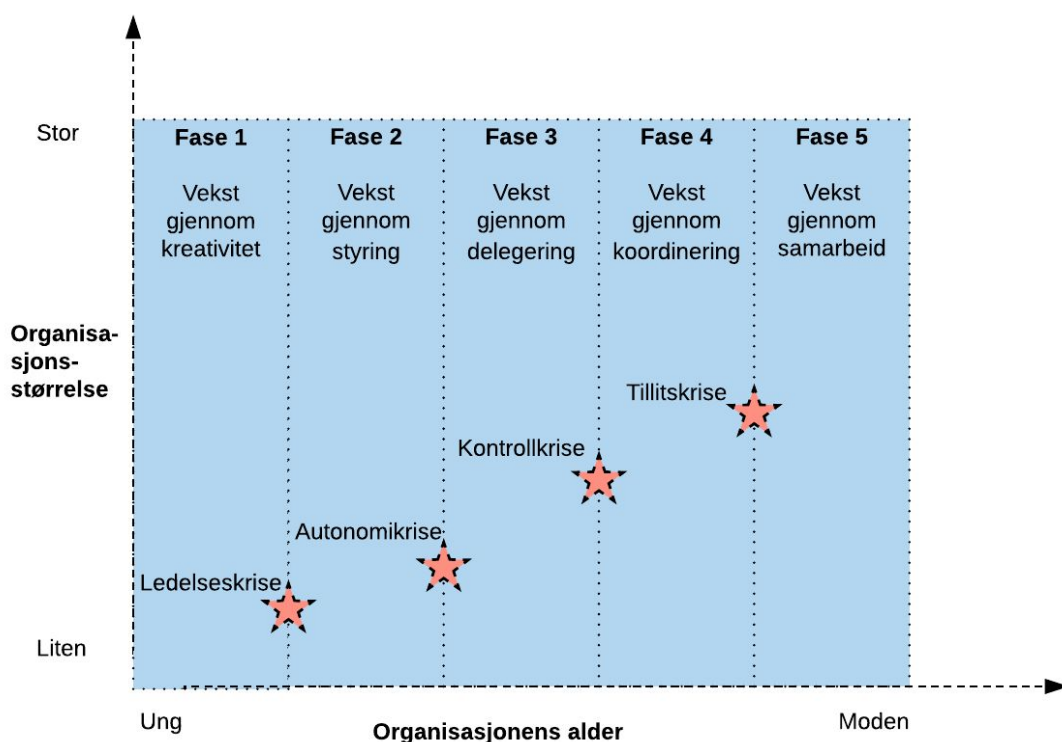 Stor
Fase 1
Vekst
gjennom
kreativitet
Fase 2
Vekst
gjennom
styring
Fase 3
Vekst
gjennom
delegering
Fase 4
Vekst
gjennom
koordinering
Fase 5
Vekst
gjennom
samarbeid
Organisa-
sjons-
størrelse
Tillitskrise
Kontrollkrise
Autonomikrise
Ledelseskrise
Liten
Ung
Organisasjonens alder
Moden